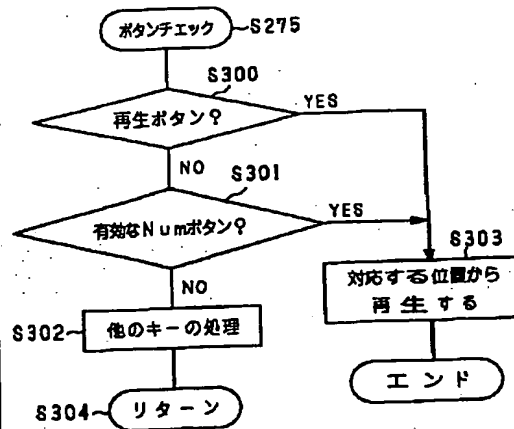 ボタンチェック S275
S300
再生ボタン? YES
NO
S301
有効なNumボタン? YES
NO
S303
対応する位置から
再生する
S302 他のキーの処理
エンド
S304 リターン